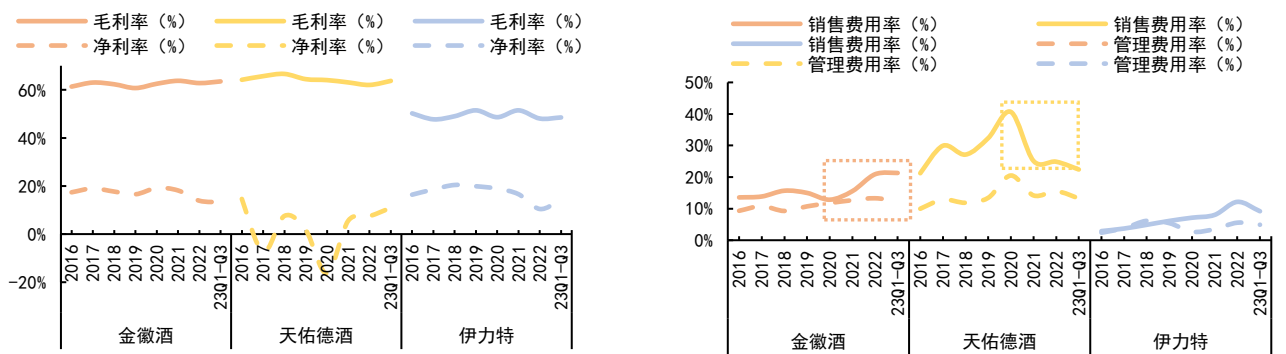 毛利率（%） 毛利率（%） 毛利率（%）
净利率（%） 净利率（%） 净利率（%）
60%
40%
20%
0%
-20%
2016 2017 2018 2019 2020 2021 2022 23Q1-Q3 2016 2017 2018 2019 2020 2021 2022 23Q1-Q3 2016 2017 2018 2019 2020 2021 2022 23Q1-Q3
金徽酒 天佑德酒 伊力特
销售费用率（%） 销售费用率（%）
销售费用率（%） 管理费用率（%）
管理费用率（%） 管理费用率（%）
50%
40%
30%
20%
10%
0%
2016 2017 2018 2019 2020 2021 2022 23Q1-Q3 2016 2017 2018 2019 2020 2021 2022 23Q1-Q3 2016 2017 2018 2019 2020 2021 2022 23Q1-Q3
金徽酒 天佑德酒 伊力特